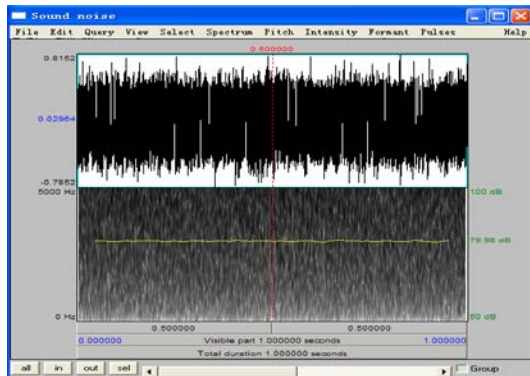 Sound noise
File Edit Query View Select Spectrum Pitch Intensity Formant Pulses Help
0.500000
0.8152
0.02964
-0.7862
5000 Hz 100 dB
79.98 dB
0 Hz 50 dB
0.500000 0.500000
0.000000 Visible part 1.000000 seconds 1.000000
Total duration 1.000000 seconds
all in out sel Group